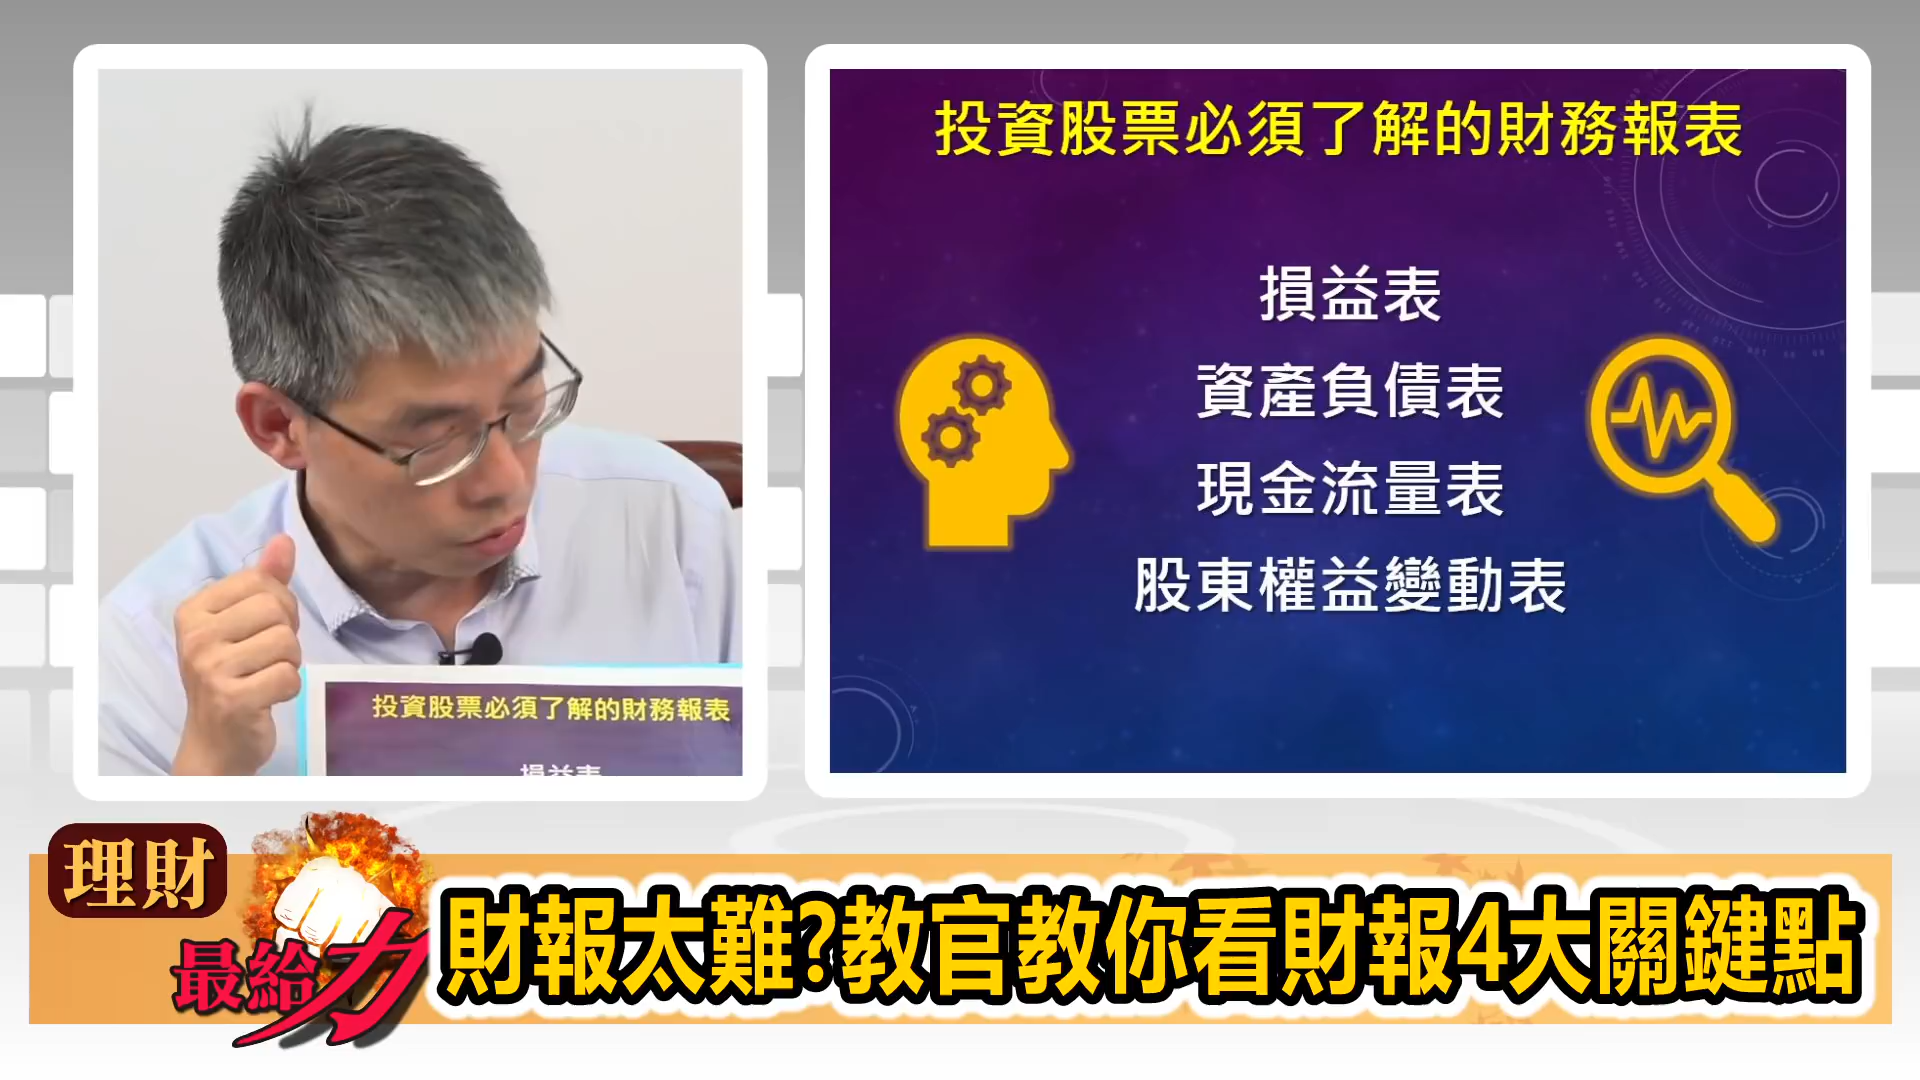 投資股票必須了解的財務報表
損益表
資產負債表
現金流量表
股東權益變動表
投資股票必須了解的財務報表
損益表
理財
最給力
財報太難?教官教你看財報4大關鍵點